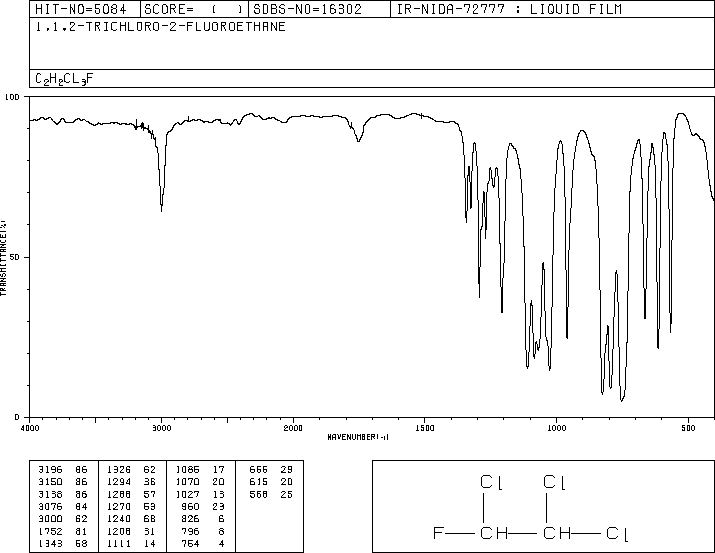 HIT-NO=5084 SCORE= ( ) SDBS-NO=16302 IR-NIDA-72777 : LIQUID FILM
1,1,2-TRICHLORO-2-FLUOROETHANE
C2H2CL3F
100
TRANSMITTANCE(%)
50
0
4000 3000 2000 1500 1000 500
WAVENUMBER(-1)
3196 86 1326 62 1086 17 666 29
3150 86 1294 36 1070 20 615 20
3138 86 1288 57 1027 13 568 25
3076 84 1270 53 960 23
3000 62 1240 68 826 6
1752 81 1208 31 796 8
1343 58 1111 14 754 4
Cl Cl
F CH CH Cl